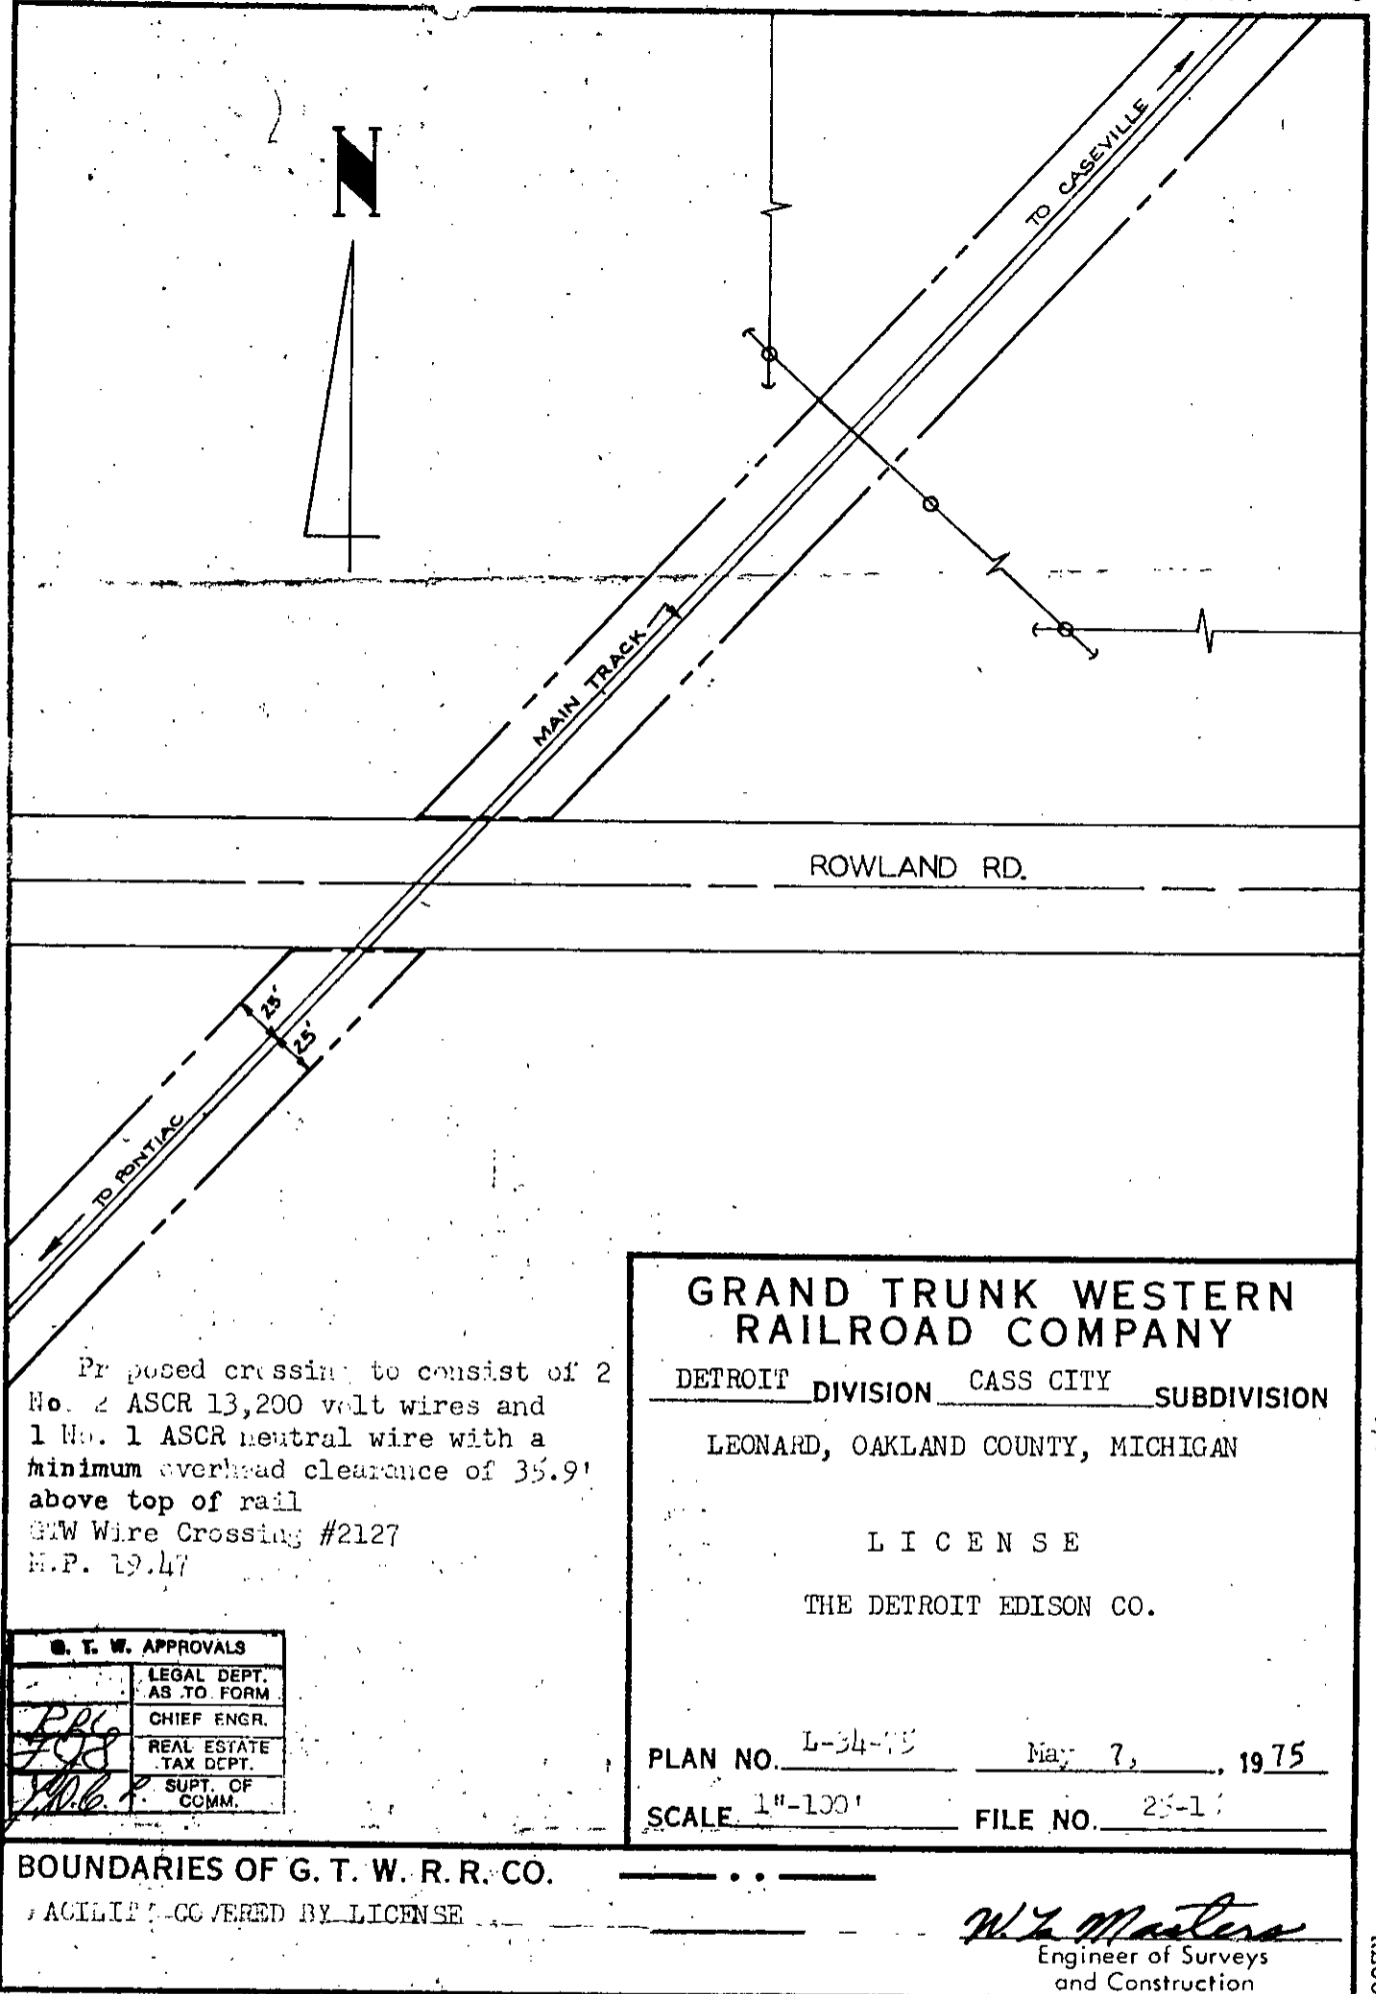 N
TO CASEVILLE
MAIN TRACK
ROWLAND RD.
25'
25'
TO PONTIAC
posed to consist of 2
No. 2 ASCR 13,200 volt wires and
1 No. 1 ASCR neutral wire with a
minimum overhead clearance of 35.9'
above top of rail
GTW Wire Crossing #2127
M.P. 19.47
G. T. W. APPROVALS
LEGAL DEPT.
AS TO FORM
CHIEF ENGR.
REAL ESTATE
TAX DEPT.
SUPT. OF
COMM.
GRAND TRUNK WESTERN
RAILROAD COMPANY
DETROIT DIVISION CASS CITY SUBDIVISION
LEONARD, OAKLAND COUNTY, MICHIGAN
LICENSE
THE DETROIT EDISON CO.
PLAN NO. L-34-75 May 7, 1975
SCALE 1"-100' FILE NO.
BOUNDARIES OF G. T. W. R. R. CO.
COVERED BY LICENSE
W. L. Masters
Engineer of Surveys
and Construction